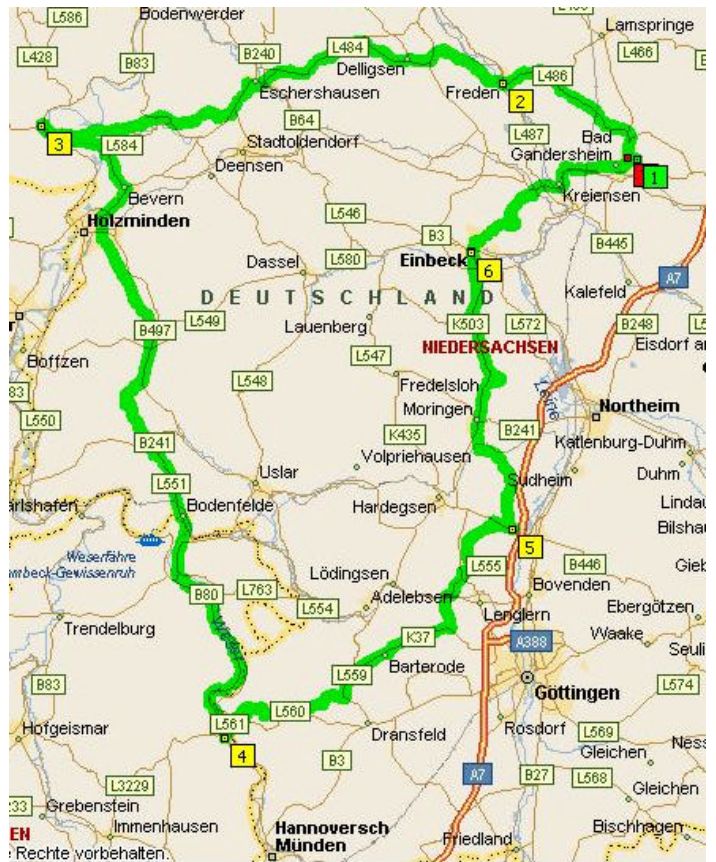 L586
Bodenwerder
Lamspringe
L428
B83
B240
L484
L466
Delligsen
L486
Eschershausen
Freden
2
B64
L487
Bad
3
L584
Stadtoldendorf
Gandersheim
1
Deensen
Bevern
Kreiensen
Holzminden
L546
B3
B445
Dassel
L580
Einbeck
6
A7
Kalefeld
DEUTSCHLAND
B497
L549
Lauenberg
K503
L572
B248
NIEDERSACHSEN
Eisdorf
Boffzen
L547
L548
Fredelsloh
Leine
L550
Moringen
Northeim
B241
K435
B241
Katlenburg-Duhm
Volpriehausen
Sudheim
Duhm
L551
Uslar
Hardegsen
Bodenfelde
5
Weserfähre
L555
B446
B80
L763
Lödingsen
L554
Adelebsen
Bovenden
Lenglern
Ebergötzen
Trendelburg
K37
A388
Waake
Barterode
L559
B83
Göttingen
L574
L560
L561
Hofgeismar
4
Dransfeld
Rosdorf
L569
Gleichen
B3
A7
B27
L568
L3229
Gleichen
Grebenstein
Immenhausen
Hannoversch
Münden
Bischhagen
Friedland
Rechte vorbehalten.